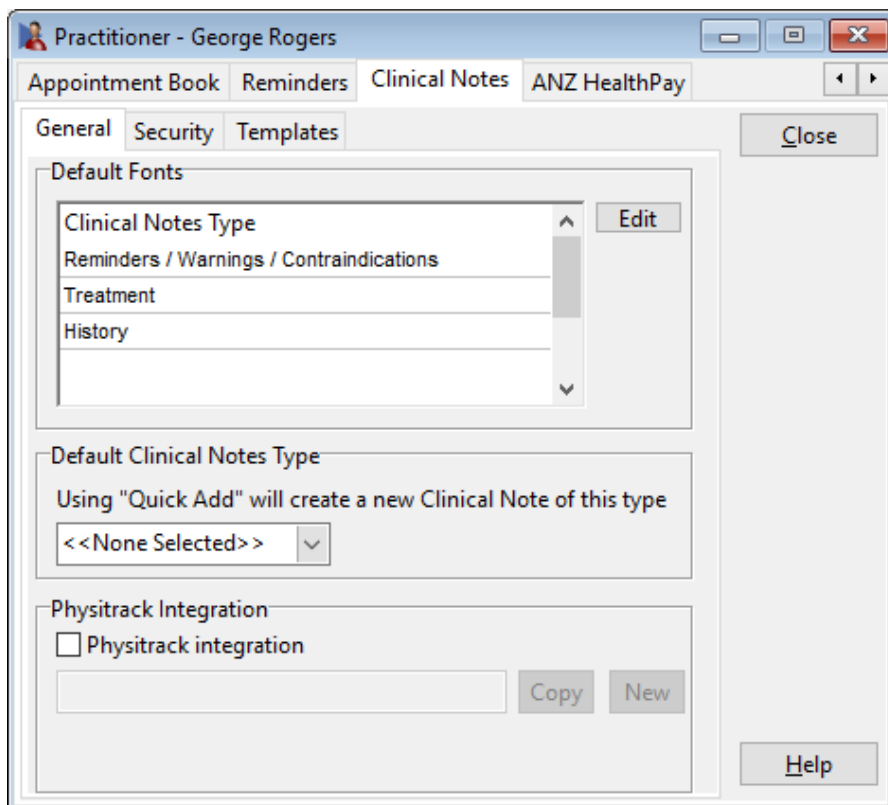 Practitioner - George Rogers
Appointment Book Reminders Clinical Notes ANZ HealthPay
General Security Templates
Close
Default Fonts
Clinical Notes Type
Edit
Reminders / Warnings / Contraindications
Treatment
History
Default Clinical Notes Type
Using "Quick Add" will create a new Clinical Note of this type
<<None Selected>>
Physitrack Integration
Physitrack integration
Copy New
Help